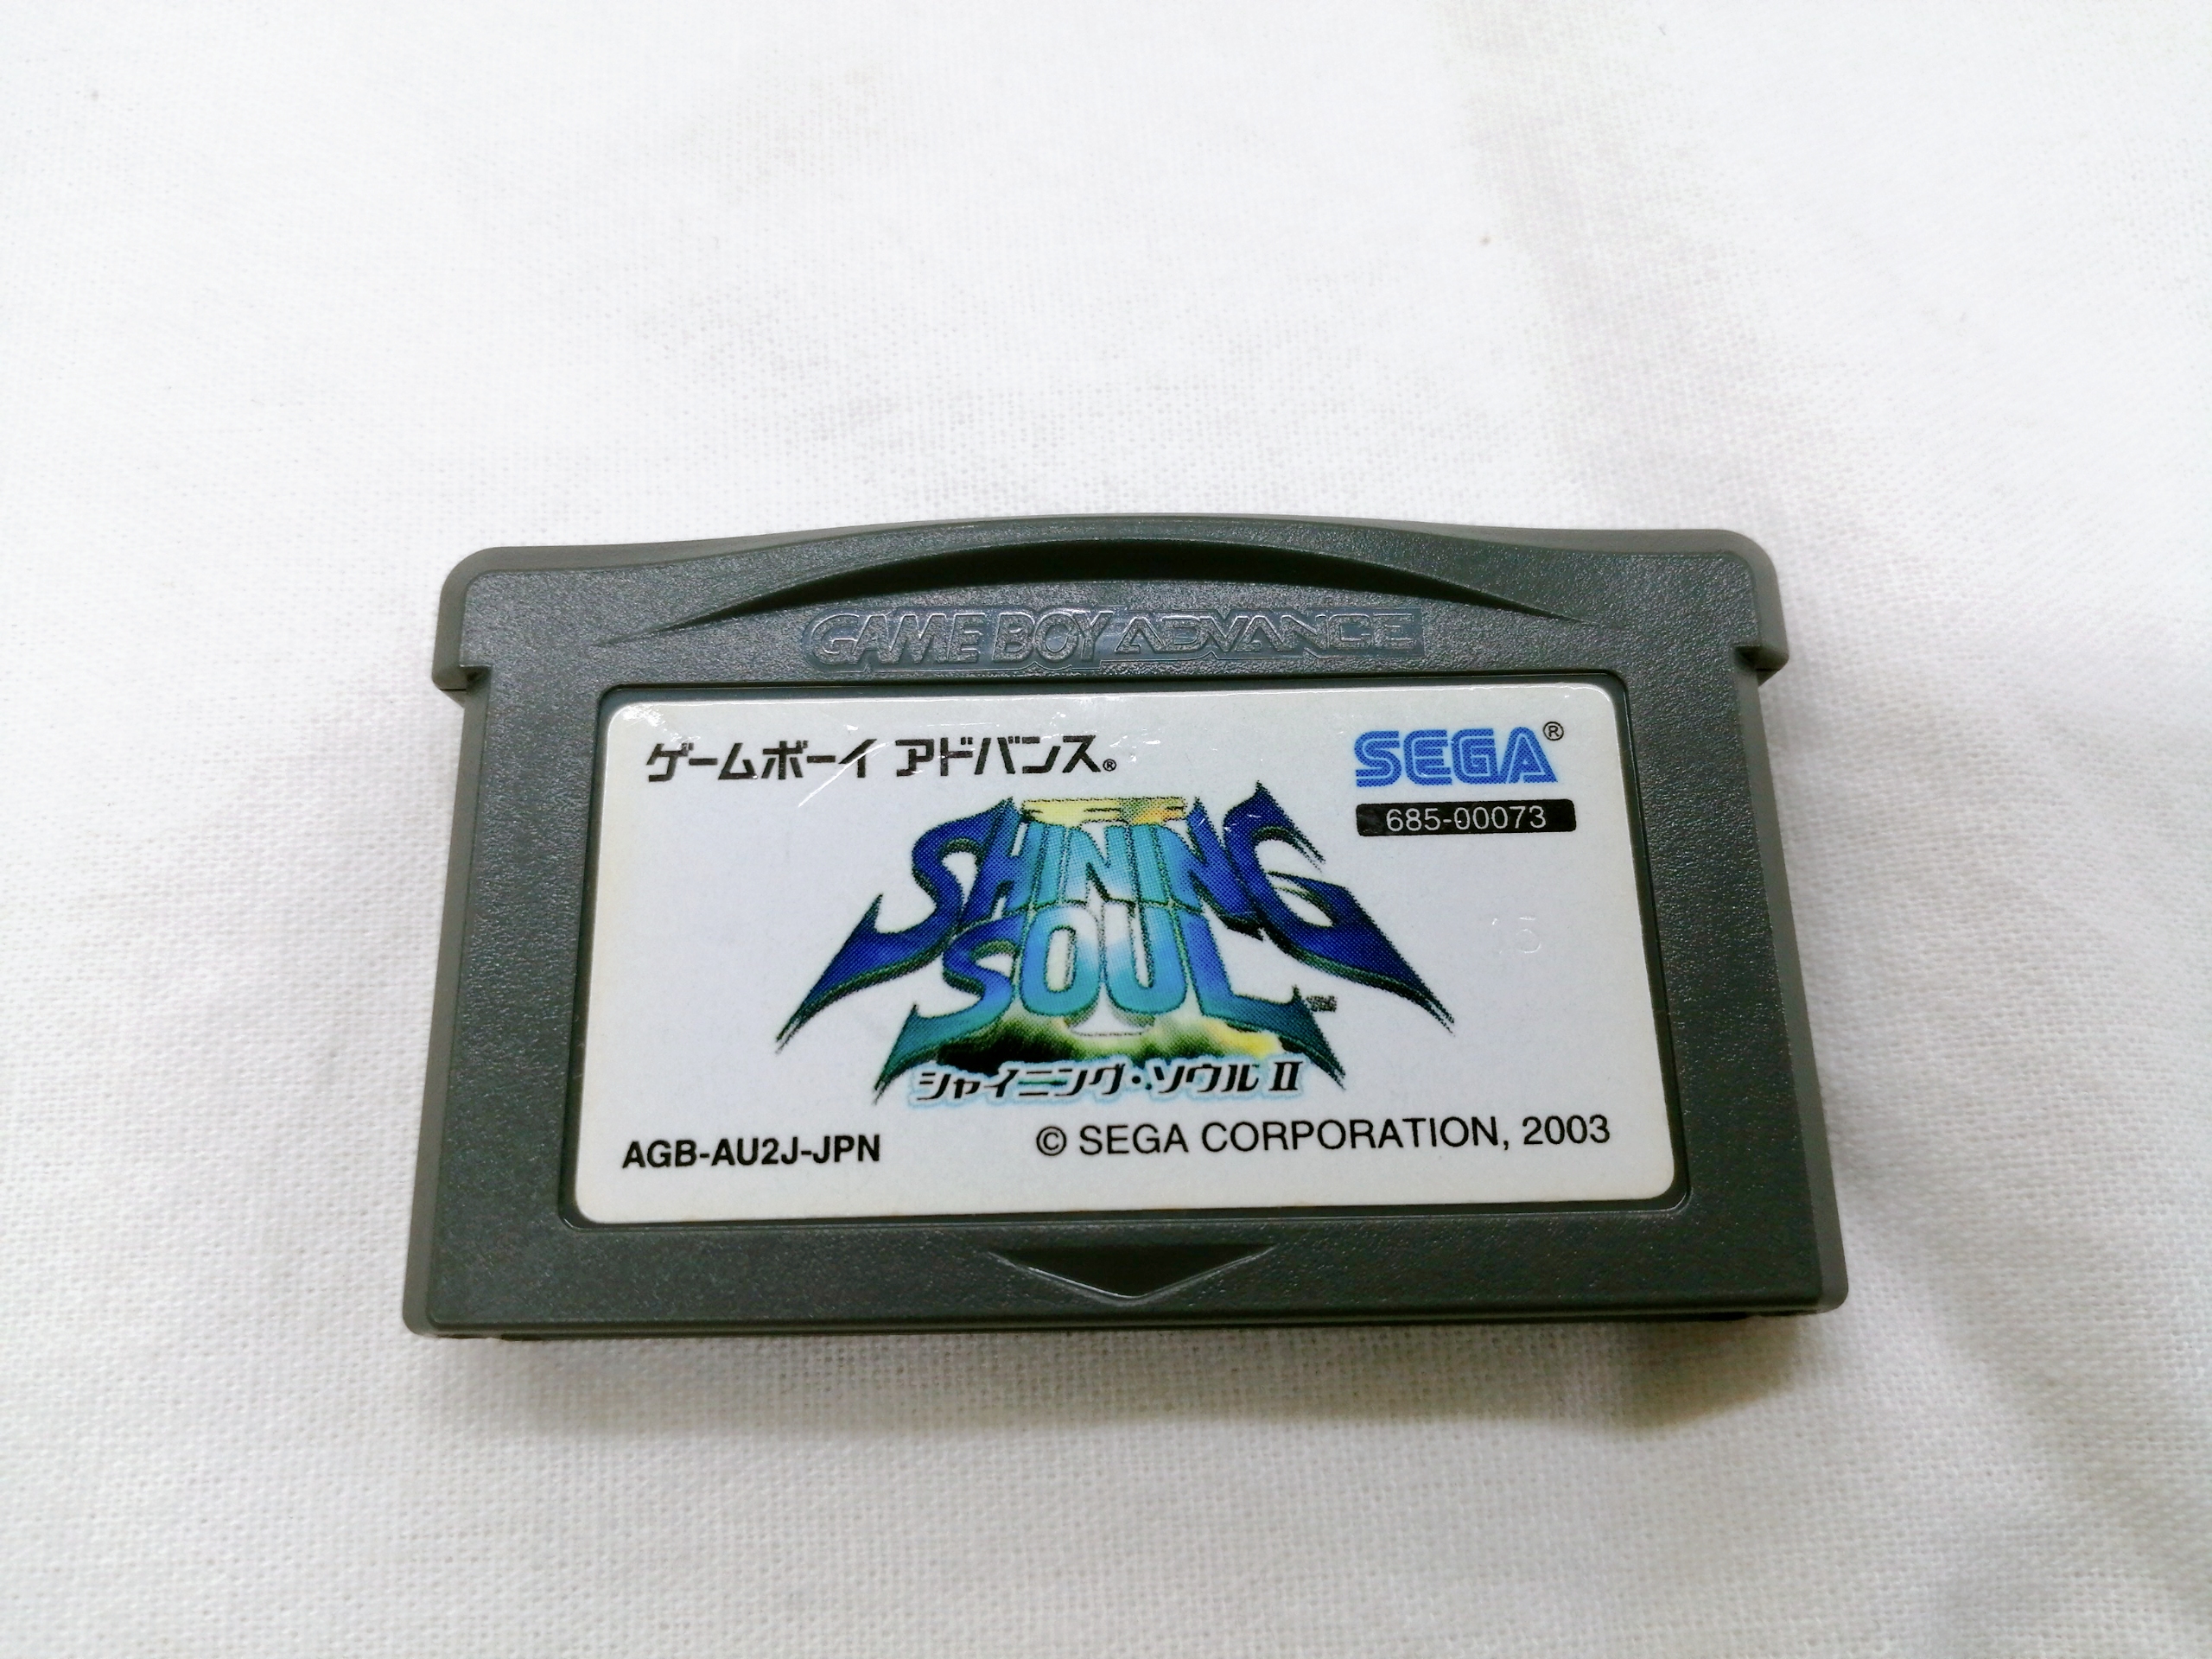 GAME BOY ADVANCE
ゲームボーイ アドバンス®
SEGA®
685-00073
SHINING
SOUL™
シャイニング・ソウルⅡ
AGB-AU2J-JPN
© SEGA CORPORATION, 2003